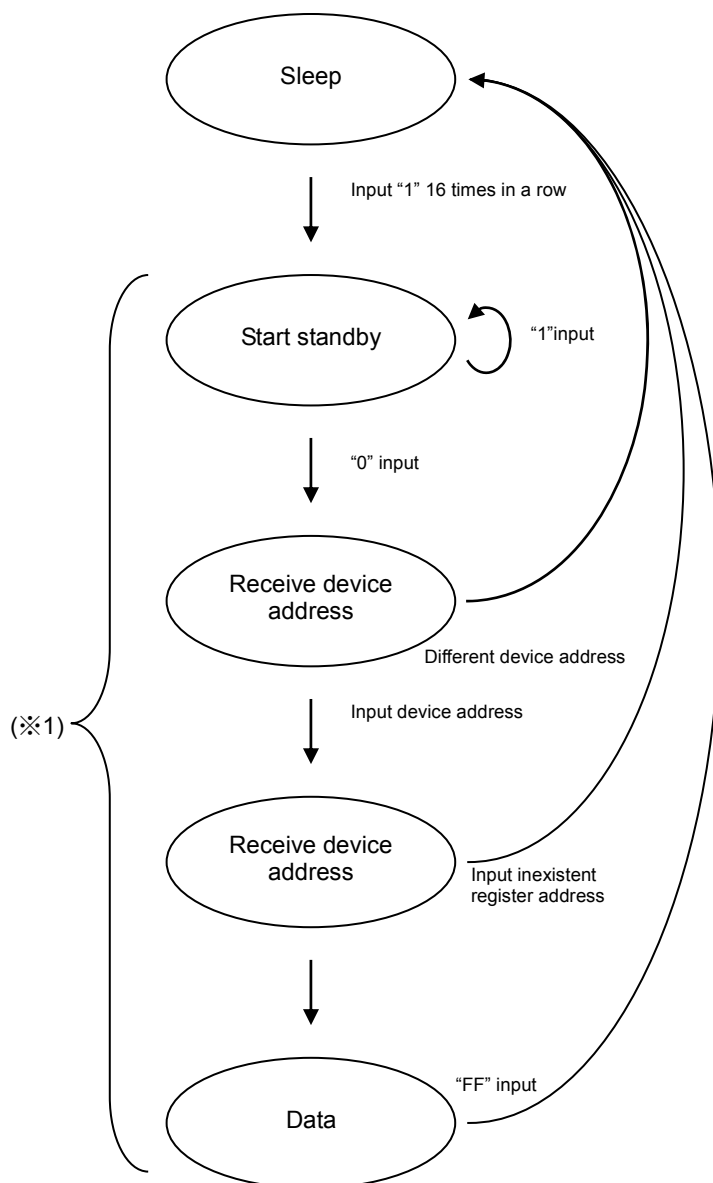 Sleep
Input “1” 16 times in a row
Start standby
“1”input
“0” input
Receive device
address
Different device address
Input device address
(※1)
Receive device
address
Input inexistent
register address
“FF” input
Data